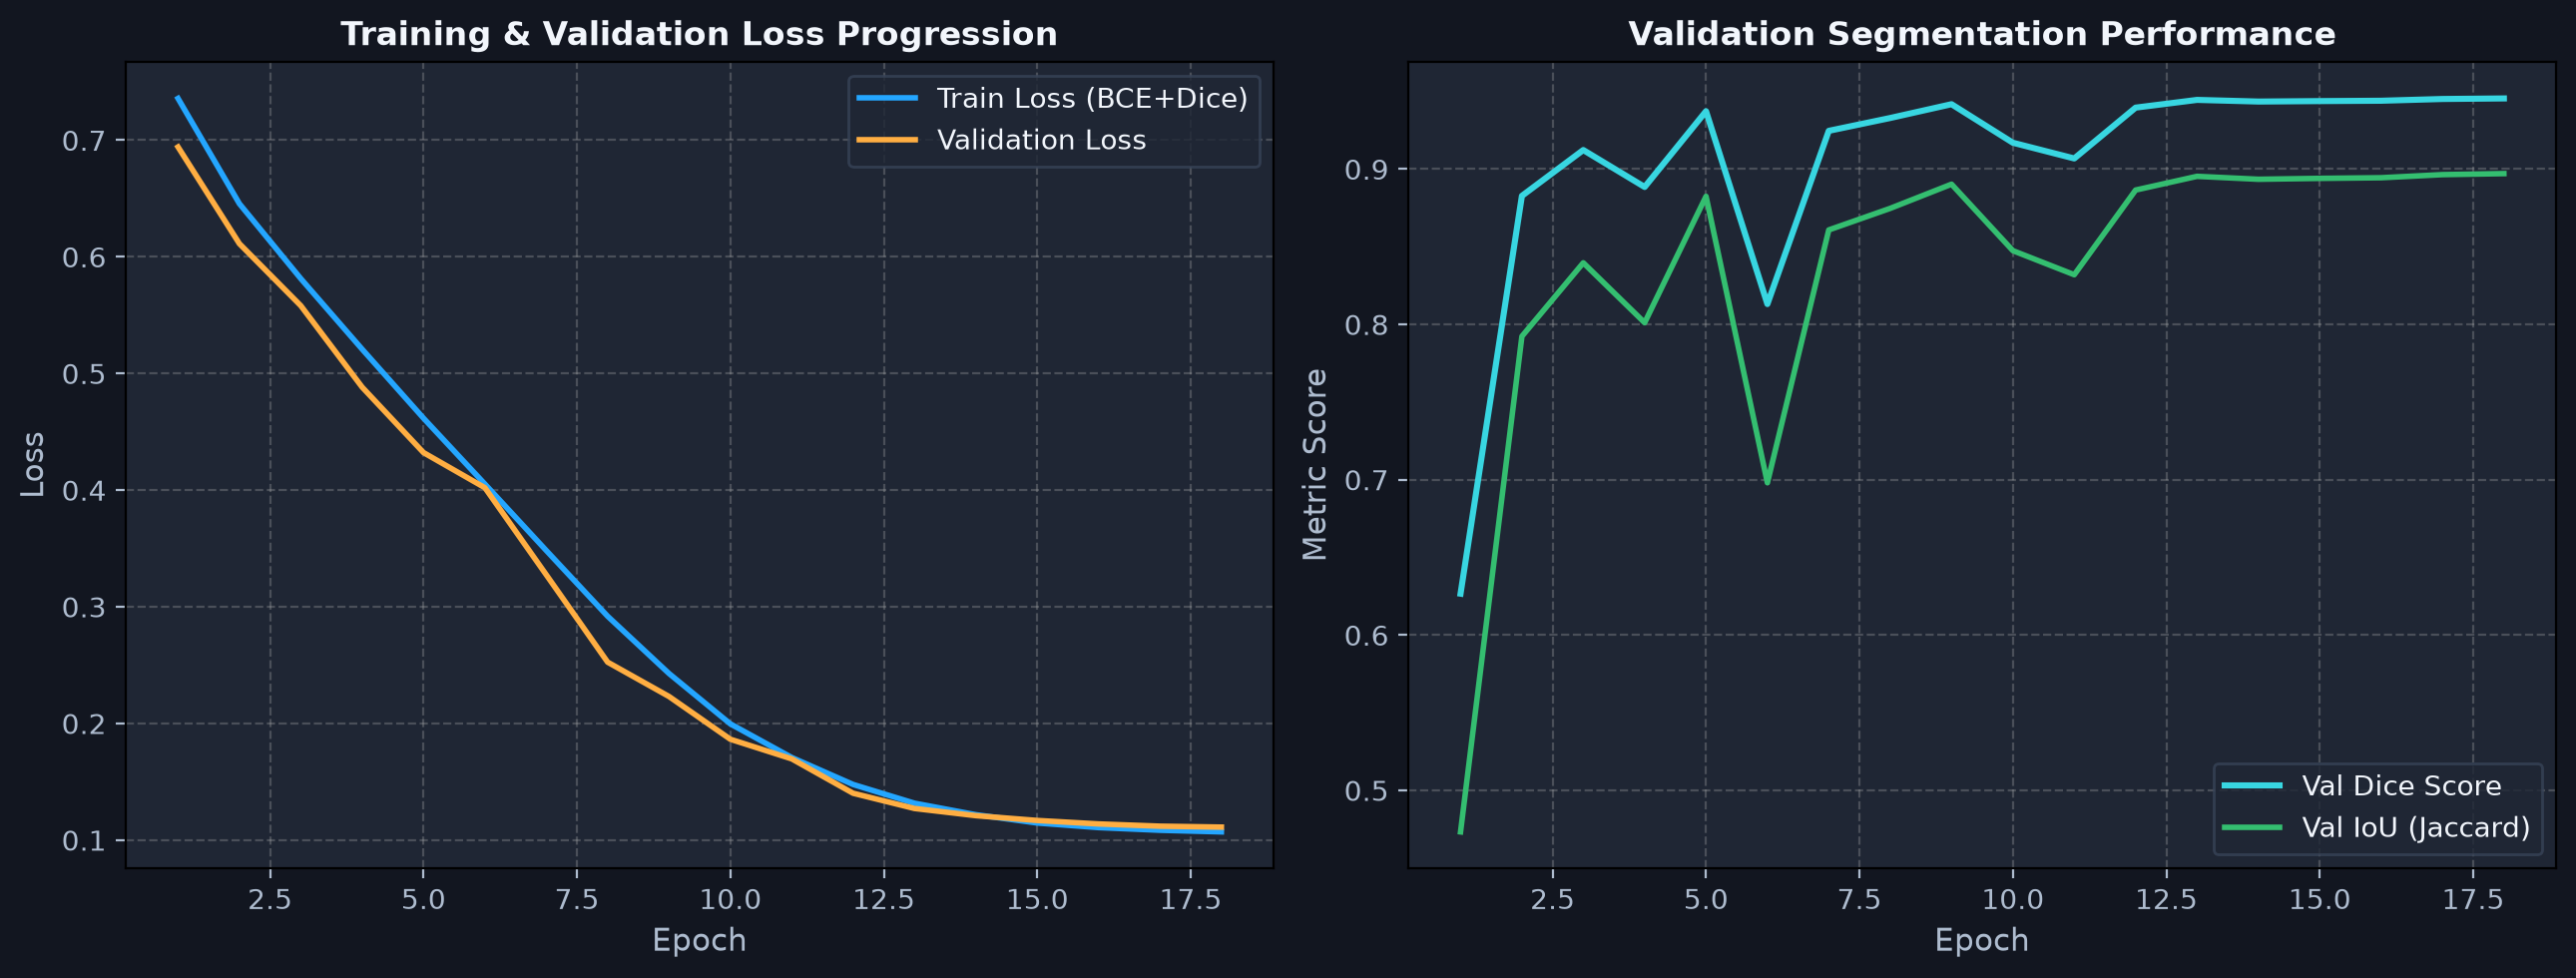 Training & Validation Loss Progression
Train Loss (BCE+Dice)
Validation Loss
0.7
0.6
0.5
0.4
0.3
0.2
0.1
Loss
2.5 5.0 7.5 10.0 12.5 15.0 17.5
Epoch
Validation Segmentation Performance
0.9
0.8
0.7
0.6
0.5
Metric Score
Val Dice Score
Val IoU (Jaccard)
2.5 5.0 7.5 10.0 12.5 15.0 17.5
Epoch